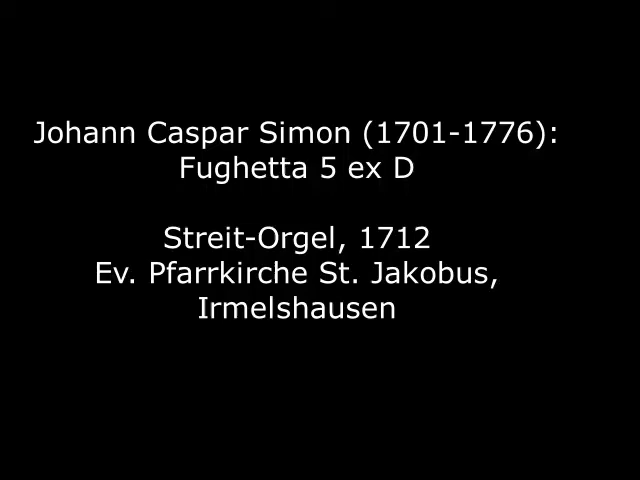 Johann Caspar Simon (1701-1776):
Fughetta 5 ex D
Streit-Orgel, 1712
Ev. Pfarrkirche St. Jakobus,
Irmelshausen